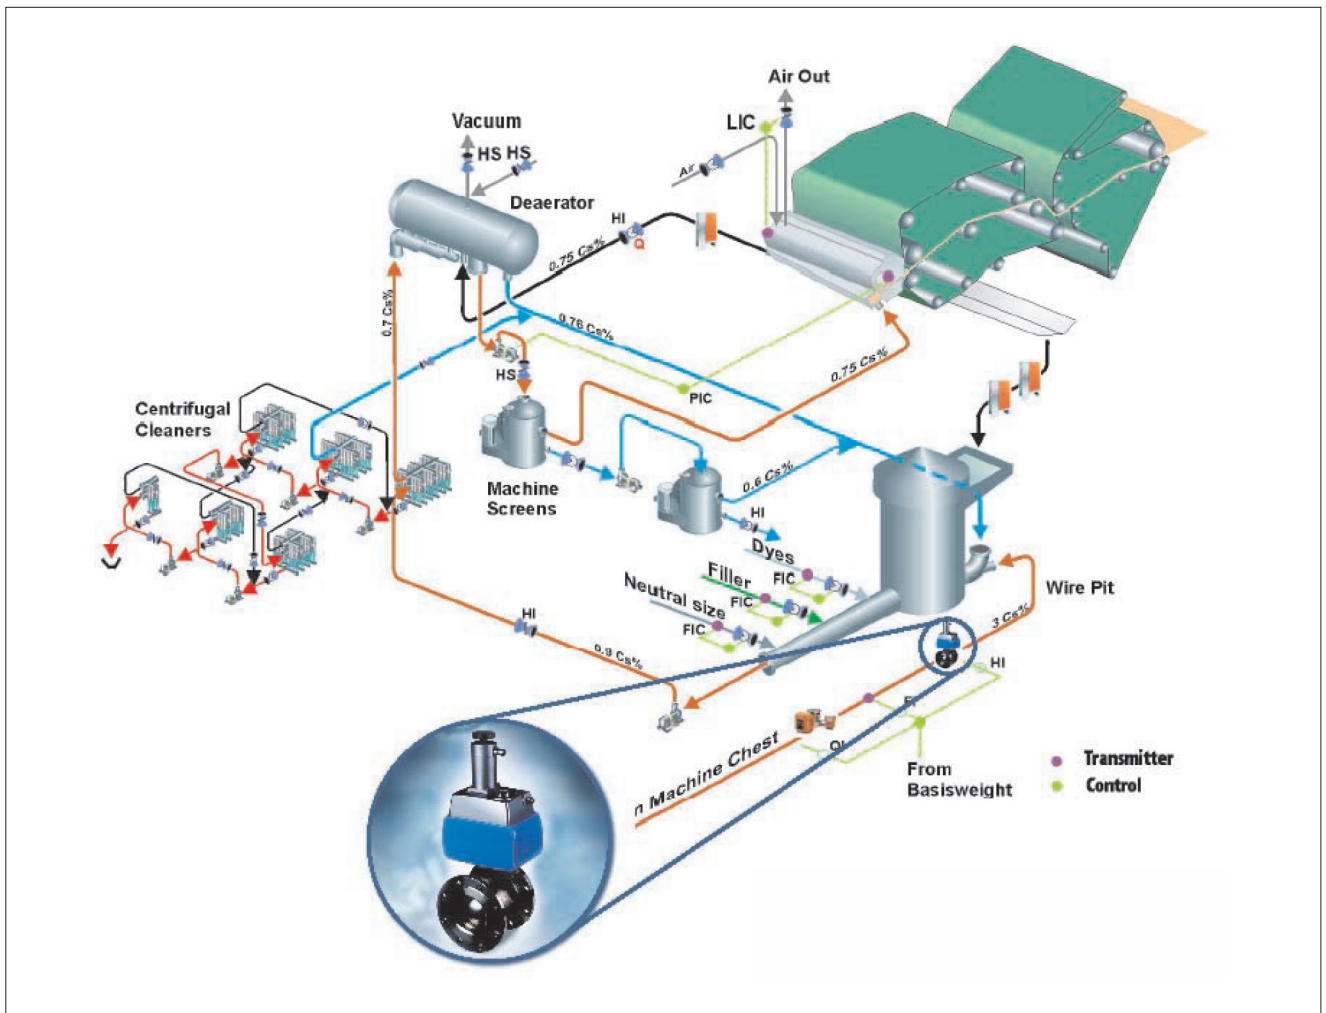 Air Out
LIC
Vacuum
HS HS
Air
Deaerator
HI
Q
0.75 Cs%
0.7 Cs%
0.76 Cs%
HS
0.75 Cs%
PIC
Centrifugal
Cleaners
Machine
Screens
0.6 Cs%
HI
Dyes
FIC
Filler
FIC
Neutral size
FIC
Wire Pit
3 Cs%
HI
HI
0.9 Cs%
n Machine Chest
From
Basisweight
Transmitter
Control